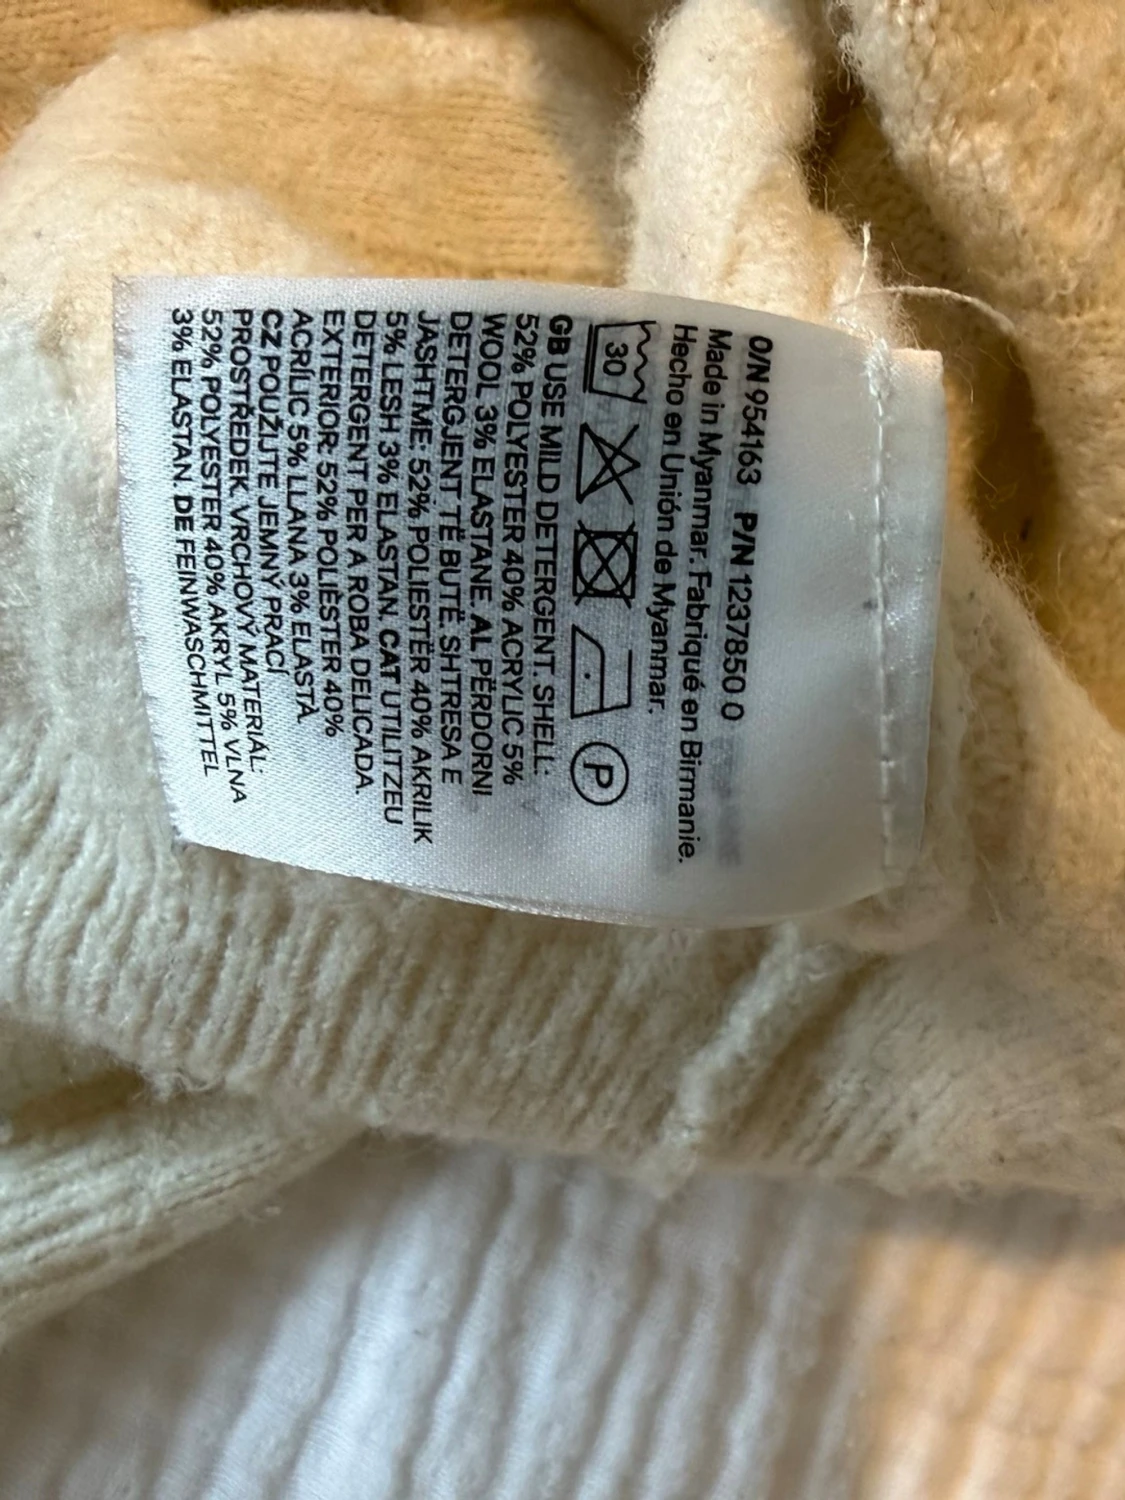 O/N 954163 P/N 1237850 0
Made in Myanmar. Fabriqué en Birmanie.
Hecho en Unión de Myanmar.
30 P
GB USE MILD DETERGENT. SHELL:
52% POLYESTER 40% ACRYLIC 5%
WOOL 3% ELASTANE. AL PËRDORNI
DETERGJENT TË BUTË. SHTRESA E
JASHTME: 52% POLIESTËR 40% AKRILIK
5% LESH 3% ELASTAN. CAT UTILITZEU
DETERGENT PER A ROBA DELICADA.
EXTERIOR: 52% POLIÈSTER 40%
ACRÍLIC 5% LLANA 3% ELASTÀ
CZ POUŽIJTE JEMNÝ PRACÍ
PROSTŘEDEK. VRCHOVÝ MATERIÁL:
52% POLYESTER 40% AKRYL 5% VLNA
3% ELASTAN DE FEINWASCHMITTEL